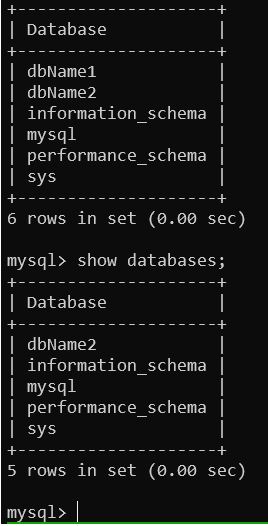 +--------------------+
| Database           |
+--------------------+
| dbName1            |
| dbName2            |
| information_schema |
| mysql              |
| performance_schema |
| sys                |
+--------------------+
6 rows in set (0.00 sec)
mysql> show databases;
+--------------------+
| Database           |
+--------------------+
| dbName2            |
| information_schema |
| mysql              |
| performance_schema |
| sys                |
+--------------------+
5 rows in set (0.00 sec)
mysql>